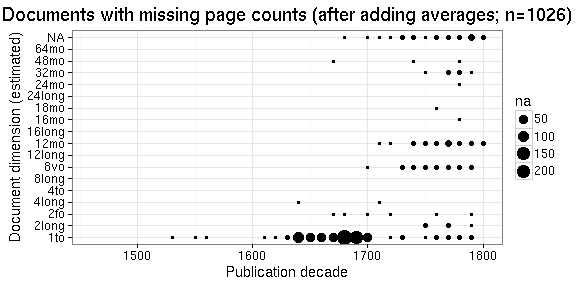 Documents with missing page counts (after adding averages; n=1026)
Document dimension (estimated)
NA
64mo
48mo
32mo
24mo
24long
18mo
16mo
16long
12mo
12long
8vo
8long
4to
4long
2fo
2long
1to
1500 1600 1700 1800
Publication decade
na
50
100
150
200